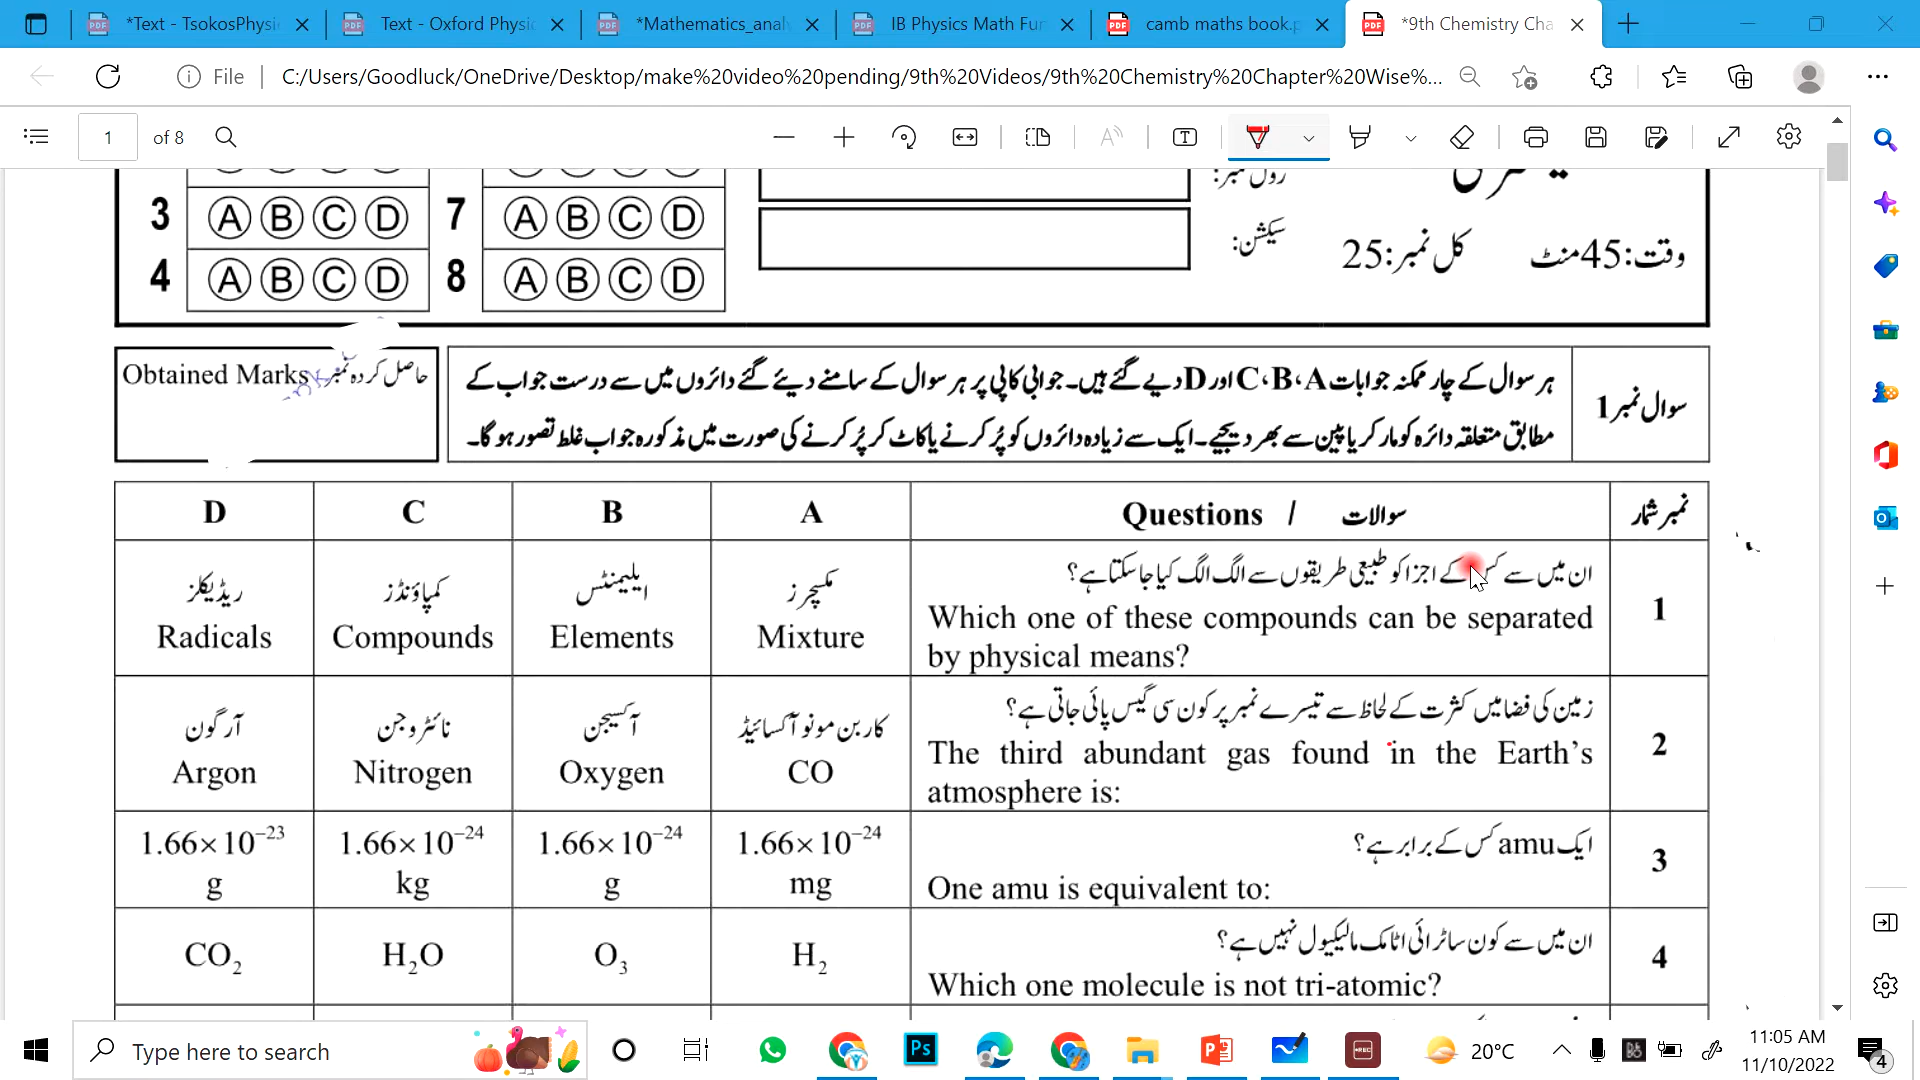 *Text - TsokosPhysi
Text - Oxford Physic
*Mathematics_analy
IB Physics Math Fun
camb maths book.p
*9th Chemistry Cha
File
C:/Users/Goodluck/OneDrive/Desktop/make%20video%20pending/9th%20Videos/9th%20Chemistry%20Chapter%20Wise%...
1 of 8
رول نمبر:
3 A B C D 7 A B C D
سیکشن:
وقت:45منٹ کل نمبر:25
4 A B C D 8 A B C D
Obtained Marks حاصل کردہ نمبر
سوال نمبر1
ہر سوال کے چار ممکنہ جوابات A، B، C اور D دیے گئے ہیں۔ جوابی کاپی پر ہر سوال کے سامنے دیئے گئے دائروں میں سے درست جواب کے
مطابق متعلقہ دائرہ کو مارکر یا پین سے بھر دیجیے۔ ایک سے زیادہ دائروں کو پُر کرنے یا کاٹ کر پُر کرنے کی صورت میں مذکورہ جواب غلط تصور ہو گا۔
D C B A Questions / سوالات نمبر شمار
ان میں سے کس کے اجزا کو طبیعی طریقوں سے الگ الگ کیا جاسکتا ہے؟
ریڈیکلز کمپاؤنڈز ایلیمنٹس مکسچرز
Which one of these compounds can be separated
by physical means?
Radicals Compounds Elements Mixture
1
زمین کی فضا میں کثرت کے لحاظ سے تیسرے نمبر پر کون سی گیس پائی جاتی ہے؟
آرگون نائٹروجن آکسیجن کاربن مونو آکسائیڈ
The third abundant gas found in the Earth's
atmosphere is:
Argon Nitrogen Oxygen CO
2
ایک amu کس کے برابر ہے؟
One amu is equivalent to:
1.66×10⁻²³ 1.66×10⁻²⁴ 1.66×10⁻²⁴ 1.66×10⁻²⁴
g kg g mg
3
ان میں سے کون سا ٹرائی اٹامک مالیکیول نہیں ہے؟
Which one molecule is not tri-atomic?
CO₂ H₂O O₃ H₂
4
Type here to search
Ps
20°C
11:05 AM
11/10/2022
4